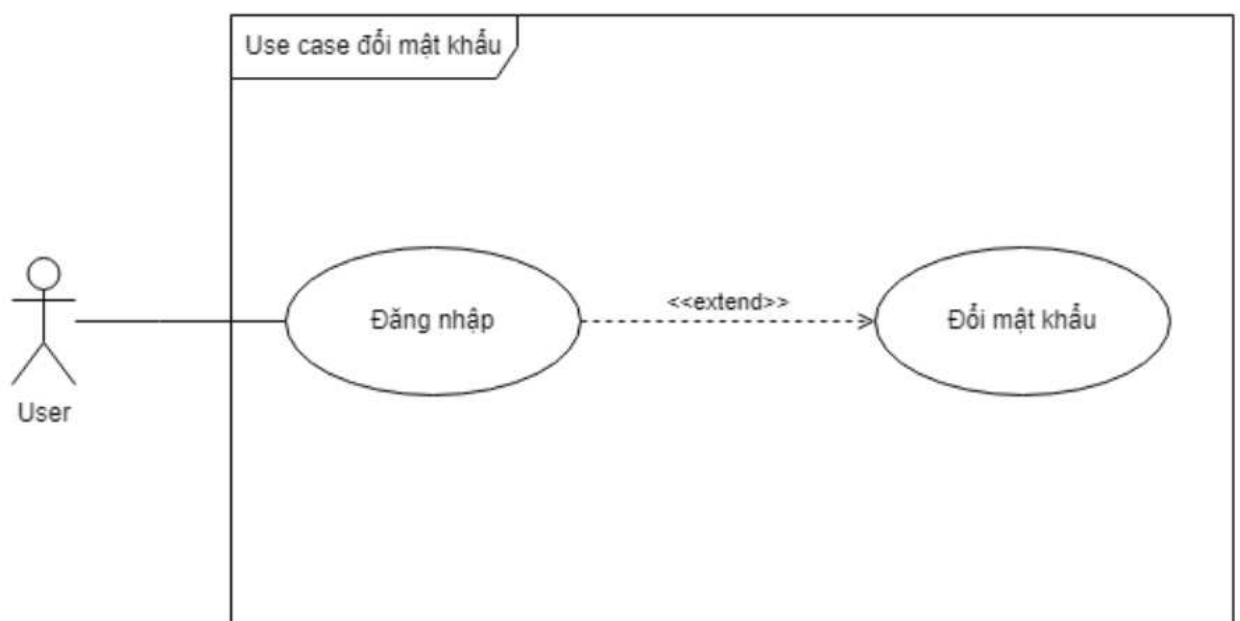 Use case đổi mật khẩu
Đăng nhập
<<extend>>
Đổi mật khẩu
User